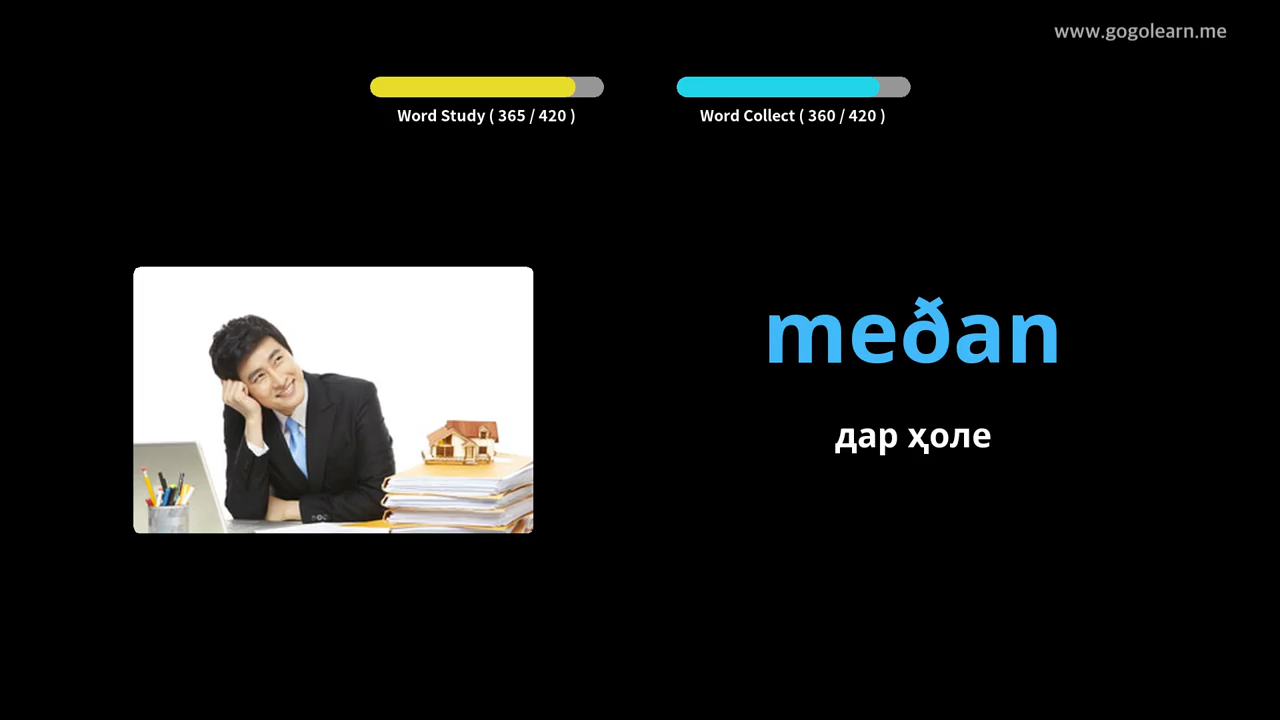 www.gogolearn.me
Word Study ( 365 / 420 )
Word Collect ( 360 / 420 )
meðan
дар ҳоле